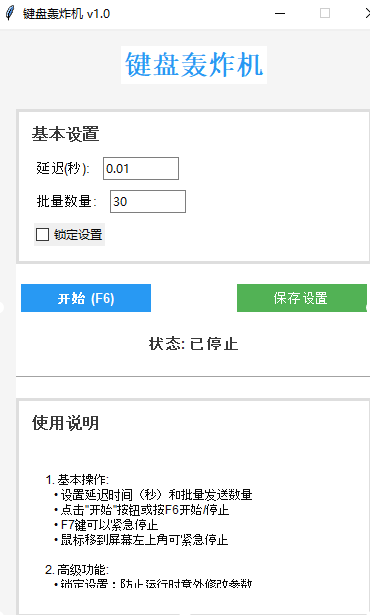 键盘轰炸机 v1.0
键盘轰炸机
基本设置
延迟(秒): 0.01
批量数量: 30
锁定设置
开始 (F6) 保存设置
状态: 已停止
使用说明
1. 基本操作:
• 设置延迟时间（秒）和批量发送数量
• 点击"开始"按钮或按F6开始/停止
• F7键可以紧急停止
• 鼠标移到屏幕左上角可紧急停止
2. 高级功能:
• 锁定设置：防止运行时意外修改参数